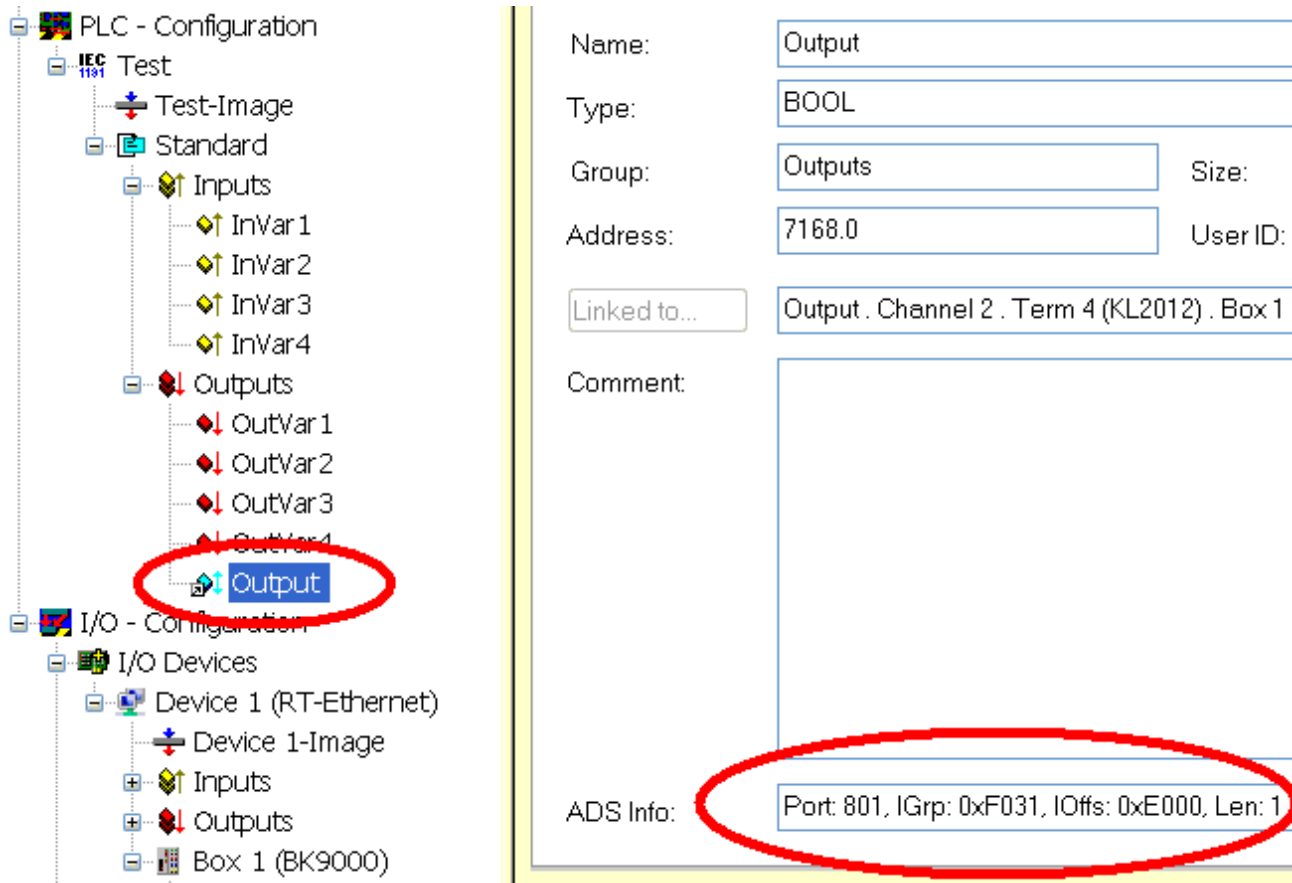 PLC - Configuration
IEC
1131
Test
Test-Image
Standard
Inputs
InVar1
InVar2
InVar3
InVar4
Outputs
OutVar1
OutVar2
OutVar3
OutVar4
Output
I/O - Configuration
I/O Devices
Device 1 (RT-Ethernet)
Device 1-Image
Inputs
Outputs
Box 1 (BK9000)
Name: Output
Type: BOOL
Group: Outputs Size:
Address: 7168.0 User ID:
Linked to... Output . Channel 2 . Term 4 (KL2012) . Box 1
Comment:
ADS Info: Port: 801, IGrp: 0xF031, IOffs: 0xE000, Len: 1